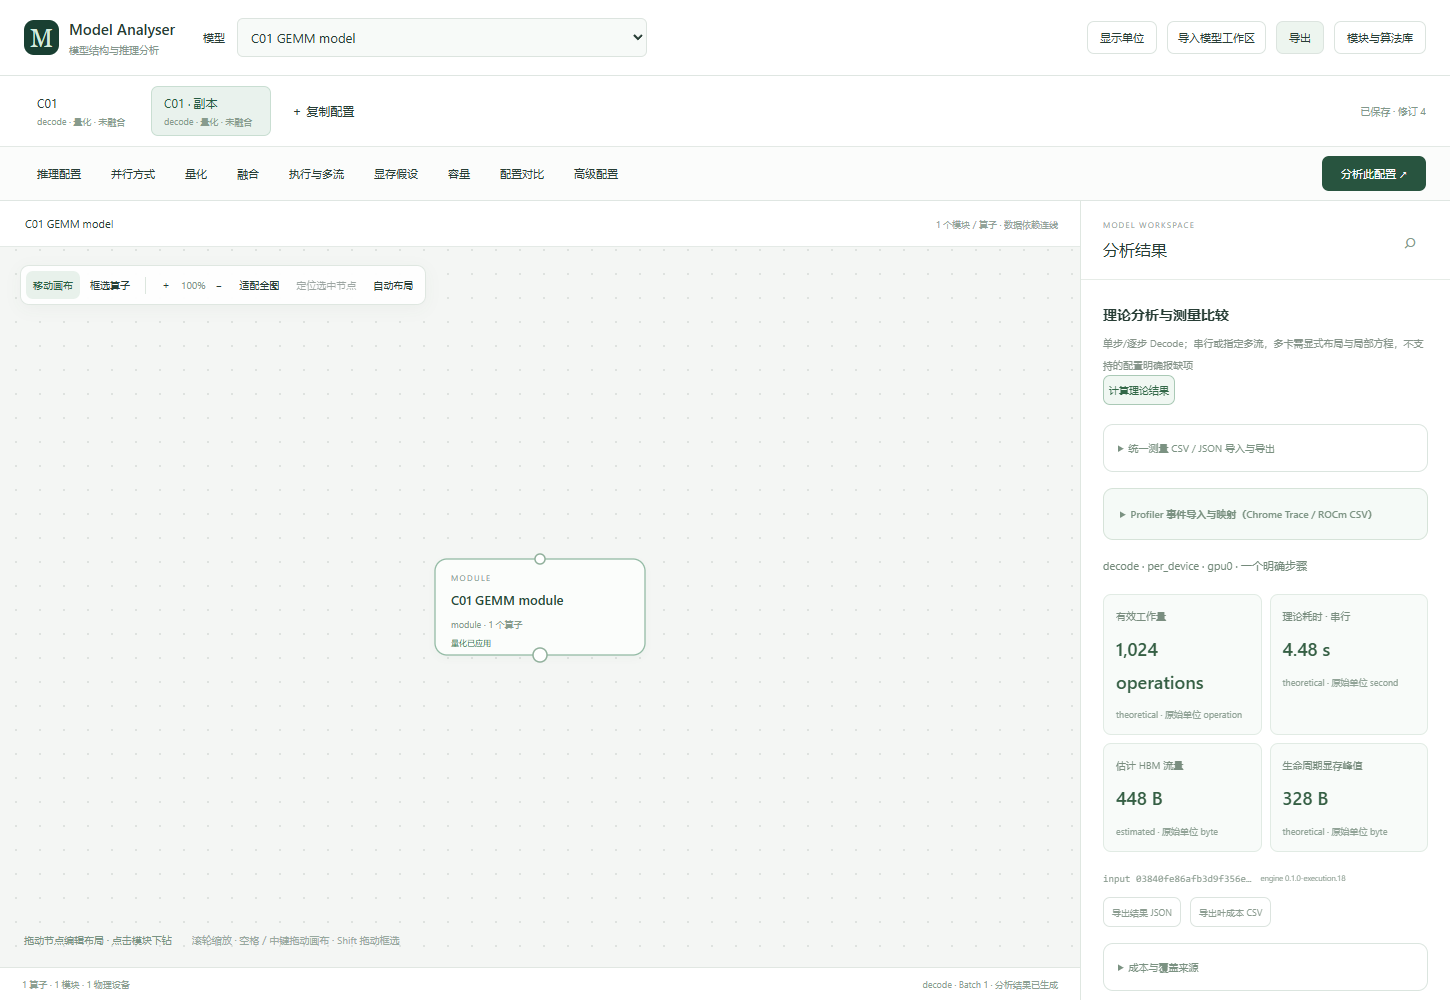 M
Model Analyser
模型结构与推理分析
模型
C01 GEMM model
显示单位
导入模型工作区
导出
模块与算法库
C01
decode · 量化 · 未融合
C01 · 副本
decode · 量化 · 未融合
+ 复制配置
已保存 · 修订 4
推理配置
并行方式
量化
融合
执行与多流
显存假设
容量
配置对比
高级配置
分析此配置 ↗
C01 GEMM model
1 个模块 / 算子 · 数据依赖连线
移动画布
框选算子
+
100%
−
适配全图
定位选中节点
自动布局
MODULE
C01 GEMM module
module · 1 个算子
量化已应用
拖动节点编辑布局 · 点击模块下钻
滚轮缩放 · 空格 / 中键拖动画布 · Shift 拖动框选
1 算子 · 1 模块 · 1 物理设备
decode · Batch 1 · 分析结果已生成
MODEL WORKSPACE
分析结果
理论分析与测量比较
单步/逐步 Decode；串行或指定多流，多卡需显式布局与局部方程，不支
持的配置明确报缺项
计算理论结果
▶ 统一测量 CSV / JSON 导入与导出
▶ Profiler 事件导入与映射（Chrome Trace / ROCm CSV）
decode · per_device · gpu0 · 一个明确步骤
有效工作量
1,024
operations
theoretical · 原始单位 operation
理论耗时 · 串行
4.48 s
theoretical · 原始单位 second
估计 HBM 流量
448 B
estimated · 原始单位 byte
生命周期显存峰值
328 B
theoretical · 原始单位 byte
input 03840fe86afb3d9f356e…
engine 0.1.0-execution.18
导出结果 JSON
导出叶成本 CSV
▶ 成本与覆盖来源